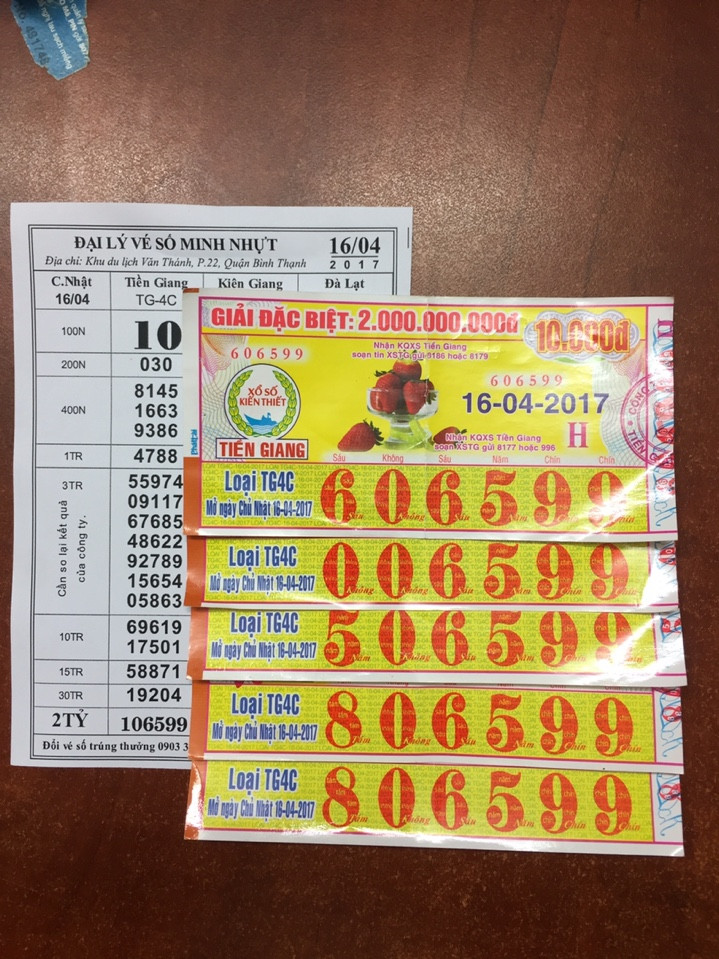 ĐẠI LÝ VÉ SỐ MINH NHỰT
16/04
Địa chỉ: Khu du lịch Văn Thánh, P.22, Quận Bình Thạnh
2017
C.Nhật Tiền Giang Kiên Giang Đà Lạt
16/04 TG-4C
100N 10
200N 030
400N 8145
1663
9386
1TR 4788
3TR 55974
09117
67685
48622
92789
15654
05863
Cần so lại kết quả
của công ty.
10TR 69619
17501
15TR 58871
30TR 19204
2TỶ 106599
Đổi vé số trúng thưởng 0903 3
GIẢI ĐẶC BIỆT: 2.000.000.000đ
10.000đ
Nhận KQXS Tiền Giang
soạn tin XSTG gửi 8186 hoặc 8179
606599
606599
XỔ SỐ
KIẾN THIẾT
TIỀN GIANG
16-04-2017
H
Nhận KQXS Tiền Giang
soạn XSTG gửi 8177 hoặc 996
Sáu Không Sáu Năm Chín Chín
Loại TG4C
Mở ngày Chủ Nhật 16-04-2017
606599
Loại TG4C
Mở ngày Chủ Nhật 16-04-2017
006599
Loại TG4C
Mở ngày Chủ Nhật 16-04-2017
506599
Loại TG4C
Mở ngày Chủ Nhật 16-04-2017
806599
Loại TG4C
Mở ngày Chủ Nhật 16-04-2017
806599